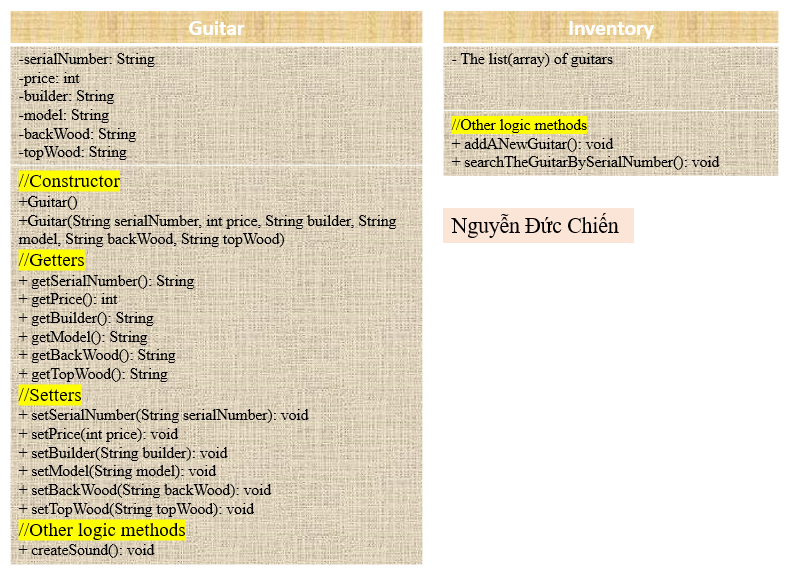 Guitar
-serialNumber: String
-price: int
-builder: String
-model: String
-backWood: String
-topWood: String
//Constructor
+Guitar()
+Guitar(String serialNumber, int price, String builder, String
model, String backWood, String topWood)
//Getters
+ getSerialNumber(): String
+ getPrice(): int
+ getBuilder(): String
+ getModel(): String
+ getBackWood(): String
+ getTopWood(): String
//Setters
+ setSerialNumber(String serialNumber): void
+ setPrice(int price): void
+ setBuilder(String builder): void
+ setModel(String model): void
+ setBackWood(String backWood): void
+ setTopWood(String topWood): void
//Other logic methods
+ createSound(): void
Inventory
- The list(array) of guitars
//Other logic methods
+ addANewGuitar(): void
+ searchTheGuitarBySerialNumber(): void
Nguyễn Đức Chiến